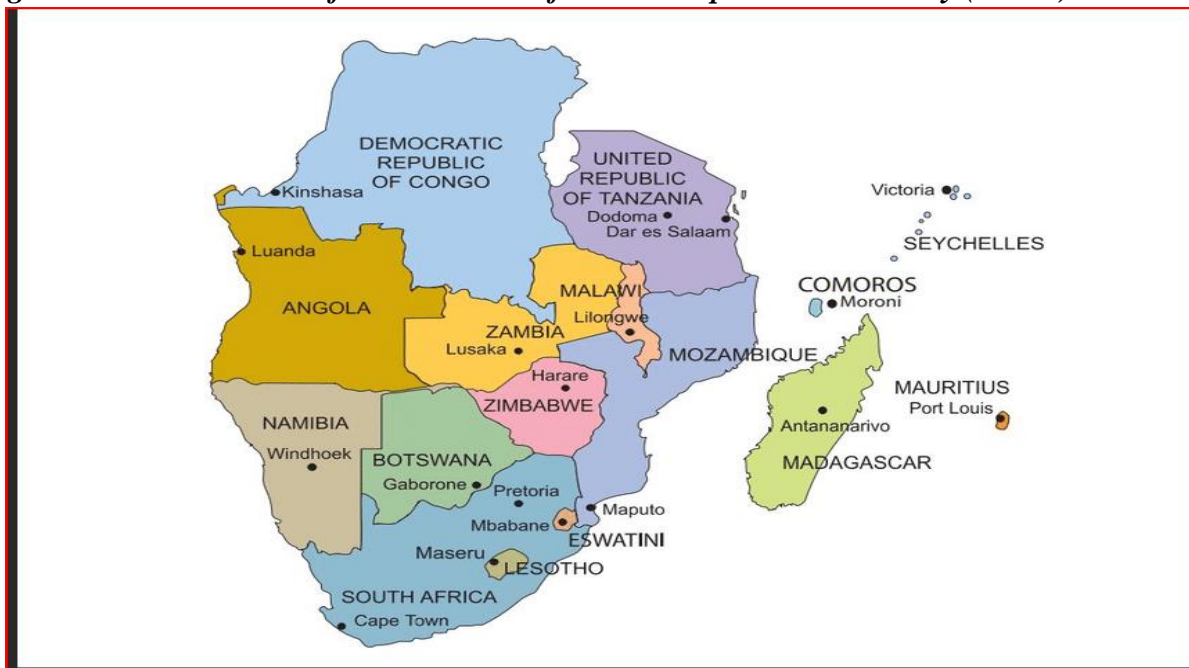 DEMOCRATIC
REPUBLIC
OF CONGO
Kinshasa
UNITED
REPUBLIC
OF TANZANIA
Dodoma
Dar es Salaam
Victoria
SEYCHELLES
Luanda
ANGOLA
MALAWI
Lilongwe
COMOROS
Moroni
ZAMBIA
Lusaka
MOZAMBIQUE
Harare
ZIMBABWE
MAURITIUS
Port Louis
NAMIBIA
Windhoek
BOTSWANA
Gaborone
Antananarivo
MADAGASCAR
Pretoria
Mbabane
Maputo
ESWATINI
Maseru
LESOTHO
SOUTH AFRICA
Cape Town